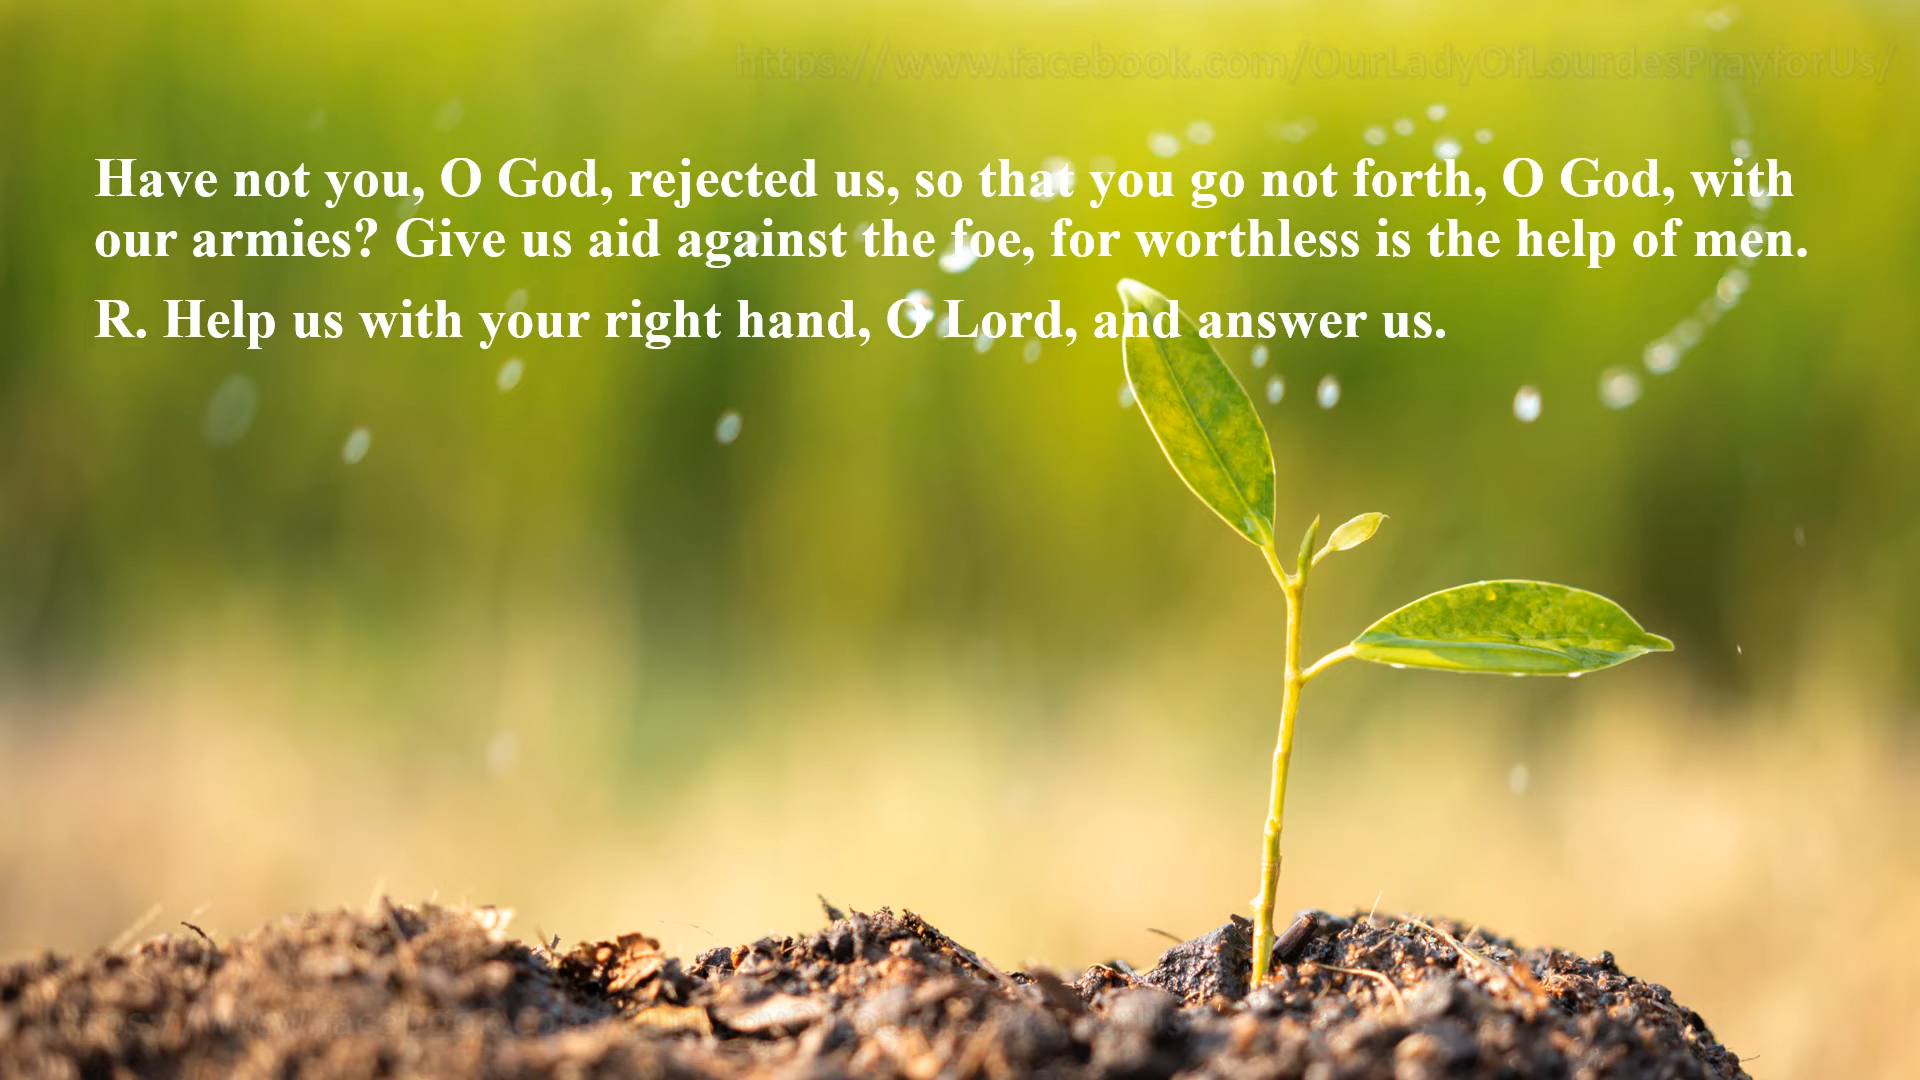 https://www.facebook.com/OurLadyOfLourdesPrayforUs/
Have not you, O God, rejected us, so that you go not forth, O God, with
our armies? Give us aid against the foe, for worthless is the help of men.
R. Help us with your right hand, O Lord, and answer us.